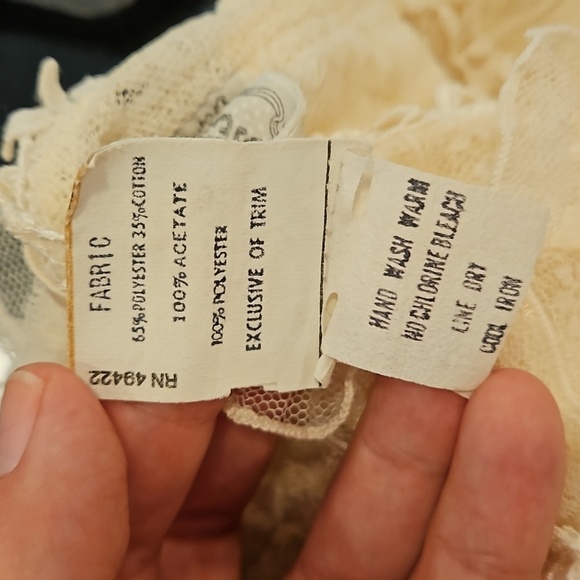 FABRIC
65% POLYESTER 35% COTTON
100% ACETATE
100% POLYESTER
EXCLUSIVE OF TRIM
RN 49422
HAND WASH WARM
NO CHLORINE BLEACH
LINE DRY
COOL IRON